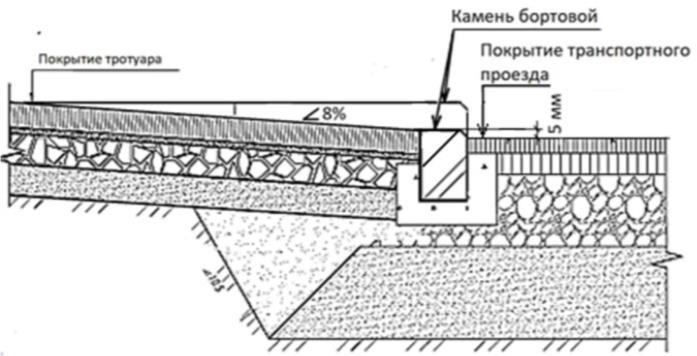 Камень бортовой
Покрытие тротуара
Покрытие транспортного
проезда
∠8%
5 мм